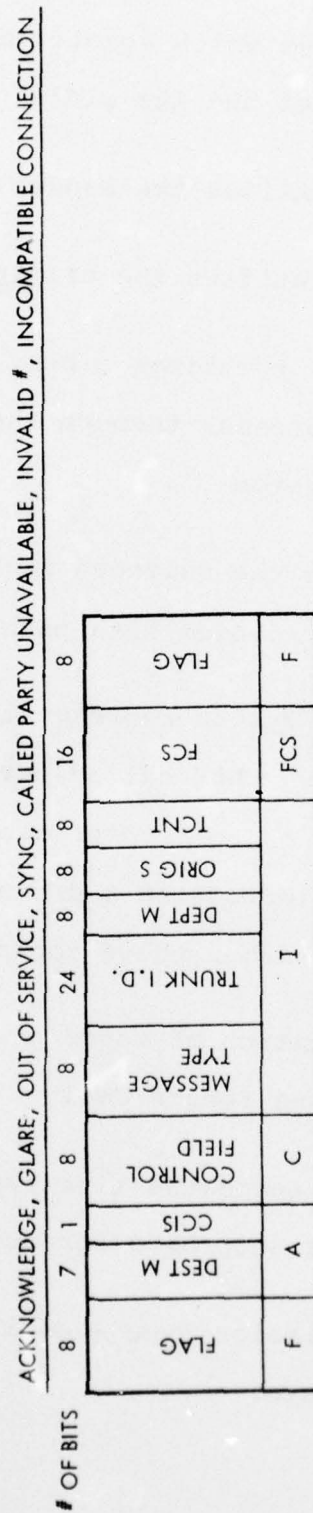 ACKNOWLEDGE, GLARE, OUT OF SERVICE, SYNC, CALLED PARTY UNAVAILABLE, INVALID #, INCOMPATIBLE CONNECTION
# OF BITS 8 7 1 8 8 24 8 8 8 16 8
FLAG DEST M CCIS CONTROL FIELD MESSAGE TYPE TRUNK I.D. DEPT M ORIG S TCNT FCS FLAG
F A C I FCS F